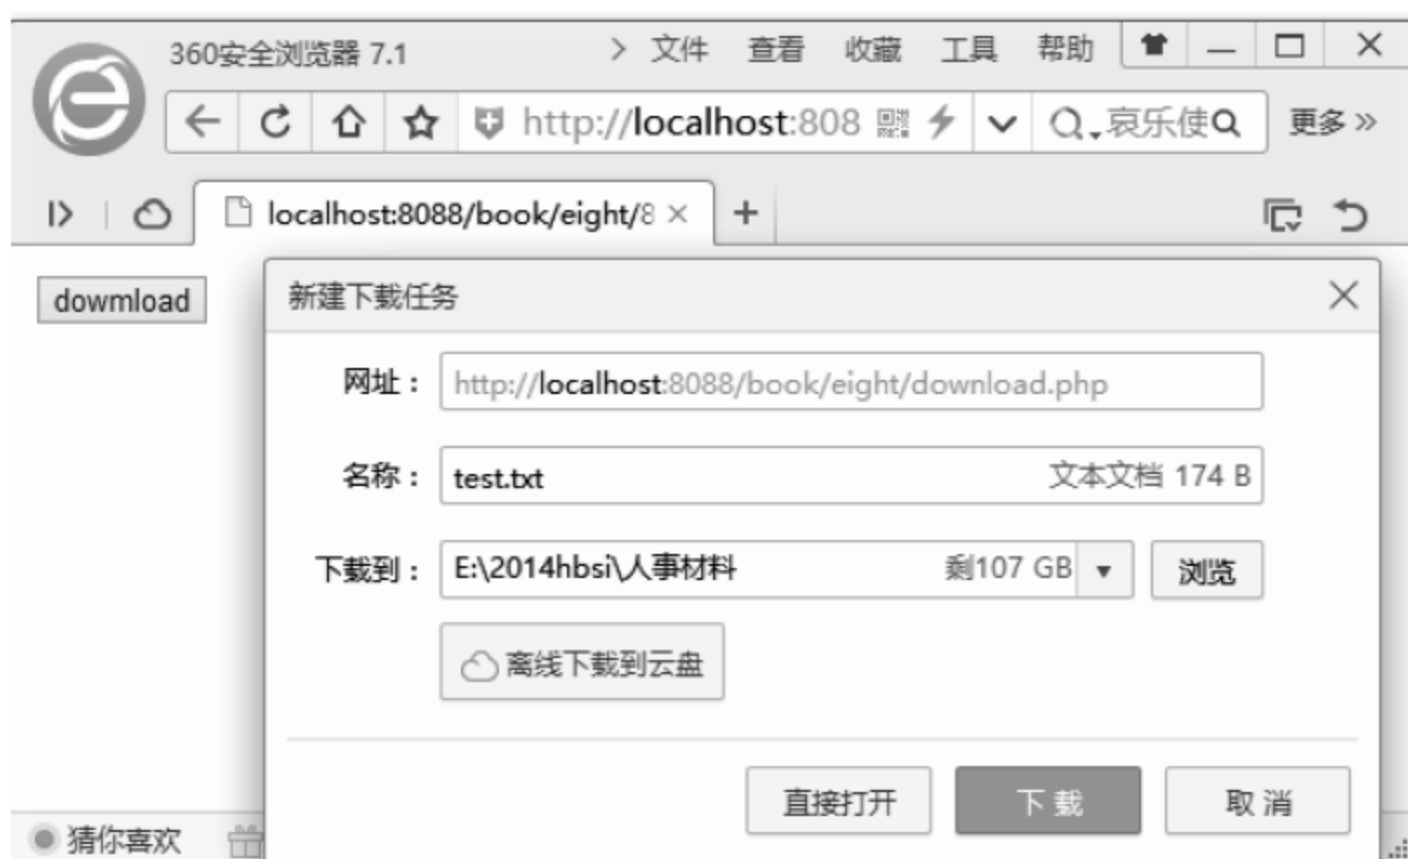 360安全浏览器 7.1 > 文件 查看 收藏 工具 帮助
http://localhost:808 哀乐使 更多 »
localhost:8088/book/eight/8
dowmload
新建下载任务
网址： http://localhost:8088/book/eight/download.php
名称： test.txt 文本文档 174 B
下载到： E:\2014hbsi\人事材料 剩107 GB 浏览
离线下载到云盘
直接打开 下载 取消
猜你喜欢